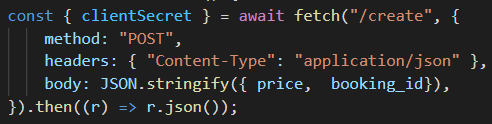 const { clientSecret } = await fetch("/create", {
    method: "POST",
    headers: { "Content-Type": "application/json" },
    body: JSON.stringify({ price,  booking_id}),
}).then((r) => r.json());